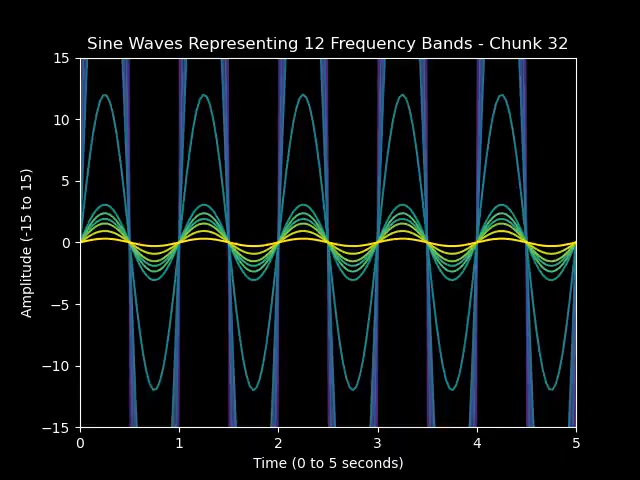 Sine Waves Representing 12 Frequency Bands - Chunk 32
15
10
5
0
−5
−10
−15
Amplitude (-15 to 15)
0 1 2 3 4 5
Time (0 to 5 seconds)